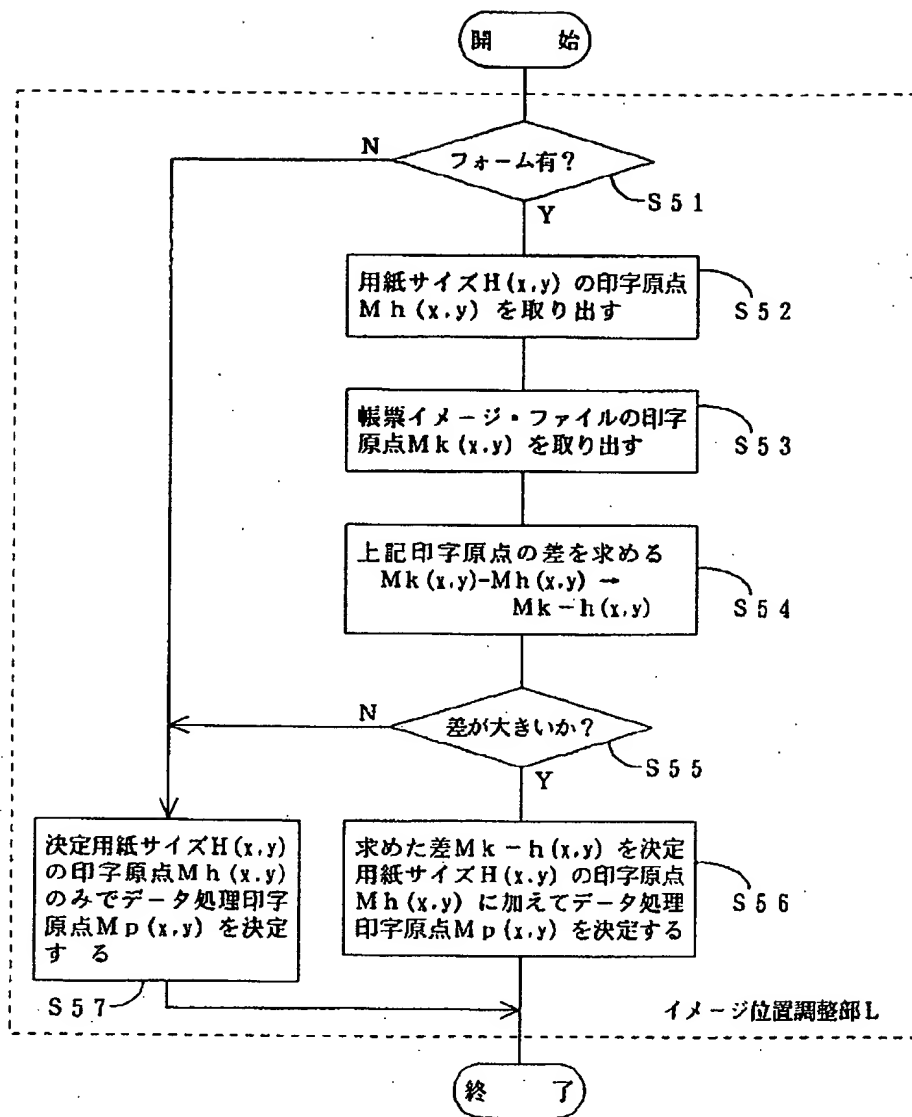 開 始
N
フォーム有?
S51
Y
用紙サイズH(x,y)の印字原点
Mh(x,y)を取り出す
S52
帳票イメージ・ファイルの印字
原点Mk(x,y)を取り出す
S53
上記印字原点の差を求める
Mk(x,y)-Mh(x,y)→
Mk-h(x,y)
S54
N
差が大きいか?
S55
Y
決定用紙サイズH(x,y)
の印字原点Mh(x,y)
のみでデータ処理印字
原点Mp(x,y)を決定
する
S57
求めた差Mk-h(x,y)を決定
用紙サイズH(x,y)の印字原点
Mh(x,y)に加えてデータ処理
印字原点Mp(x,y)を決定する
S56
イメージ位置調整部L
終 了